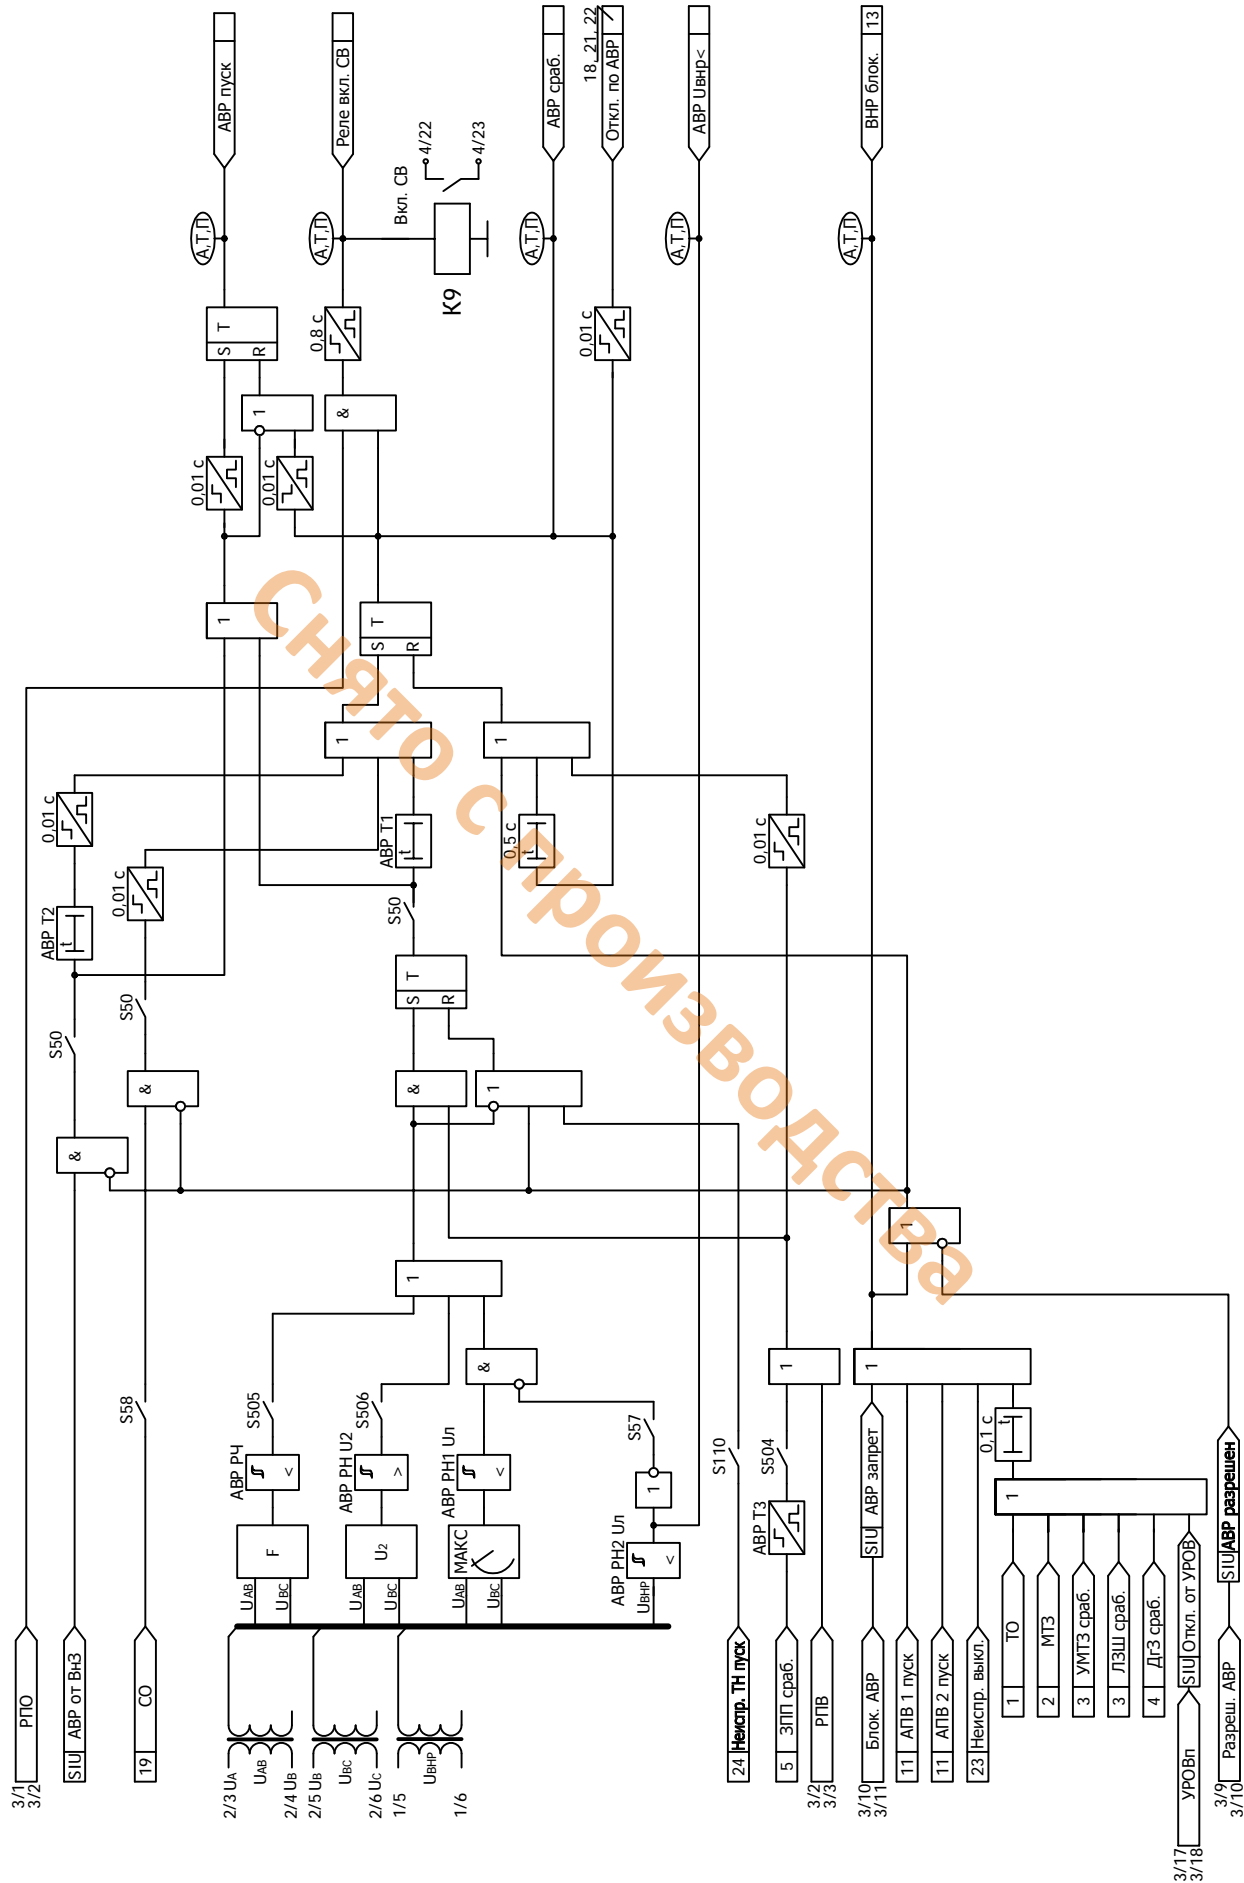 3/1
3/2
РПО
SIU АВР от ВнЗ
19 СО
2/3 UА
UАВ
2/4 UВ
2/5 UВ
UВС
2/6 UС
1/5
UВНР
1/6
24 Неиспр. ТН пуск
5 ЗПП сраб.
3/2
3/3
РПВ
3/10
3/11
Блок. АВР
SIU АВР запрет
11 АПВ 1 пуск
11 АПВ 2 пуск
23 Неиспр. выкл.
1 ТО
2 МТЗ
3 УМТЗ сраб.
3 ЛЗШ сраб.
4 ДгЗ сраб.
3/17
3/18
УРОВп
SIU Откл. от УРОВ
3/9
3/10
Разреш. АВР
SIU АВР разрешен
UАВ
UВС
F
АВР РЧ
<
S505
UАВ
UВС
U2
АВР РН U2
>
S506
UАВ
UВС
МАКС
АВР РН1 Uл
<
UВНР
АВР РН2 Uл
<
1
S57
&
1
S58
S110
АВР Т3
S504
1
1
0,1 с
1
1
&
&
&
1
S50
S50
S T
R
S50
АВР Т2
t
0,01 с
0,01 с
АВР Т1
t
0,5 с
t
0,01 с
1
1
S T
R
1
0,01 с
0,01 с
1
&
S T
R
0,8 с
0,01 с
А,Т,П
А,Т,П
А,Т,П
А,Т,П
А,Т,П
К9
Вкл. СВ
4/22
4/23
АВР пуск
Реле вкл. СВ
АВР сраб.
18, 21, 22
Откл. по АВР
АВР Uвнр<
ВНР блок. 13
Снято с производства